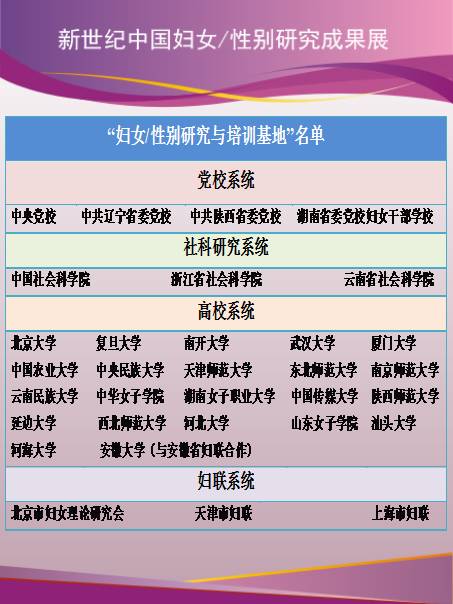 新世纪中国妇女/性别研究成果展
“妇女/性别研究与培训基地”名单
党校系统
中央党校 中共辽宁省委党校 中共陕西省委党校 湖南省委党校妇女干部学校
社科研究系统
中国社会科学院 浙江省社会科学院 云南省社会科学院
高校系统
北京大学 复旦大学 南开大学 武汉大学 厦门大学
中国农业大学 中央民族大学 天津师范大学 东北师范大学 南京师范大学
云南民族大学 中华女子学院 湖南女子职业大学 中国传媒大学 陕西师范大学
延边大学 西北师范大学 河北大学 山东女子学院 汕头大学
河海大学 安徽大学（与安徽省妇联合作）
妇联系统
北京市妇女理论研究会 天津市妇联 上海市妇联